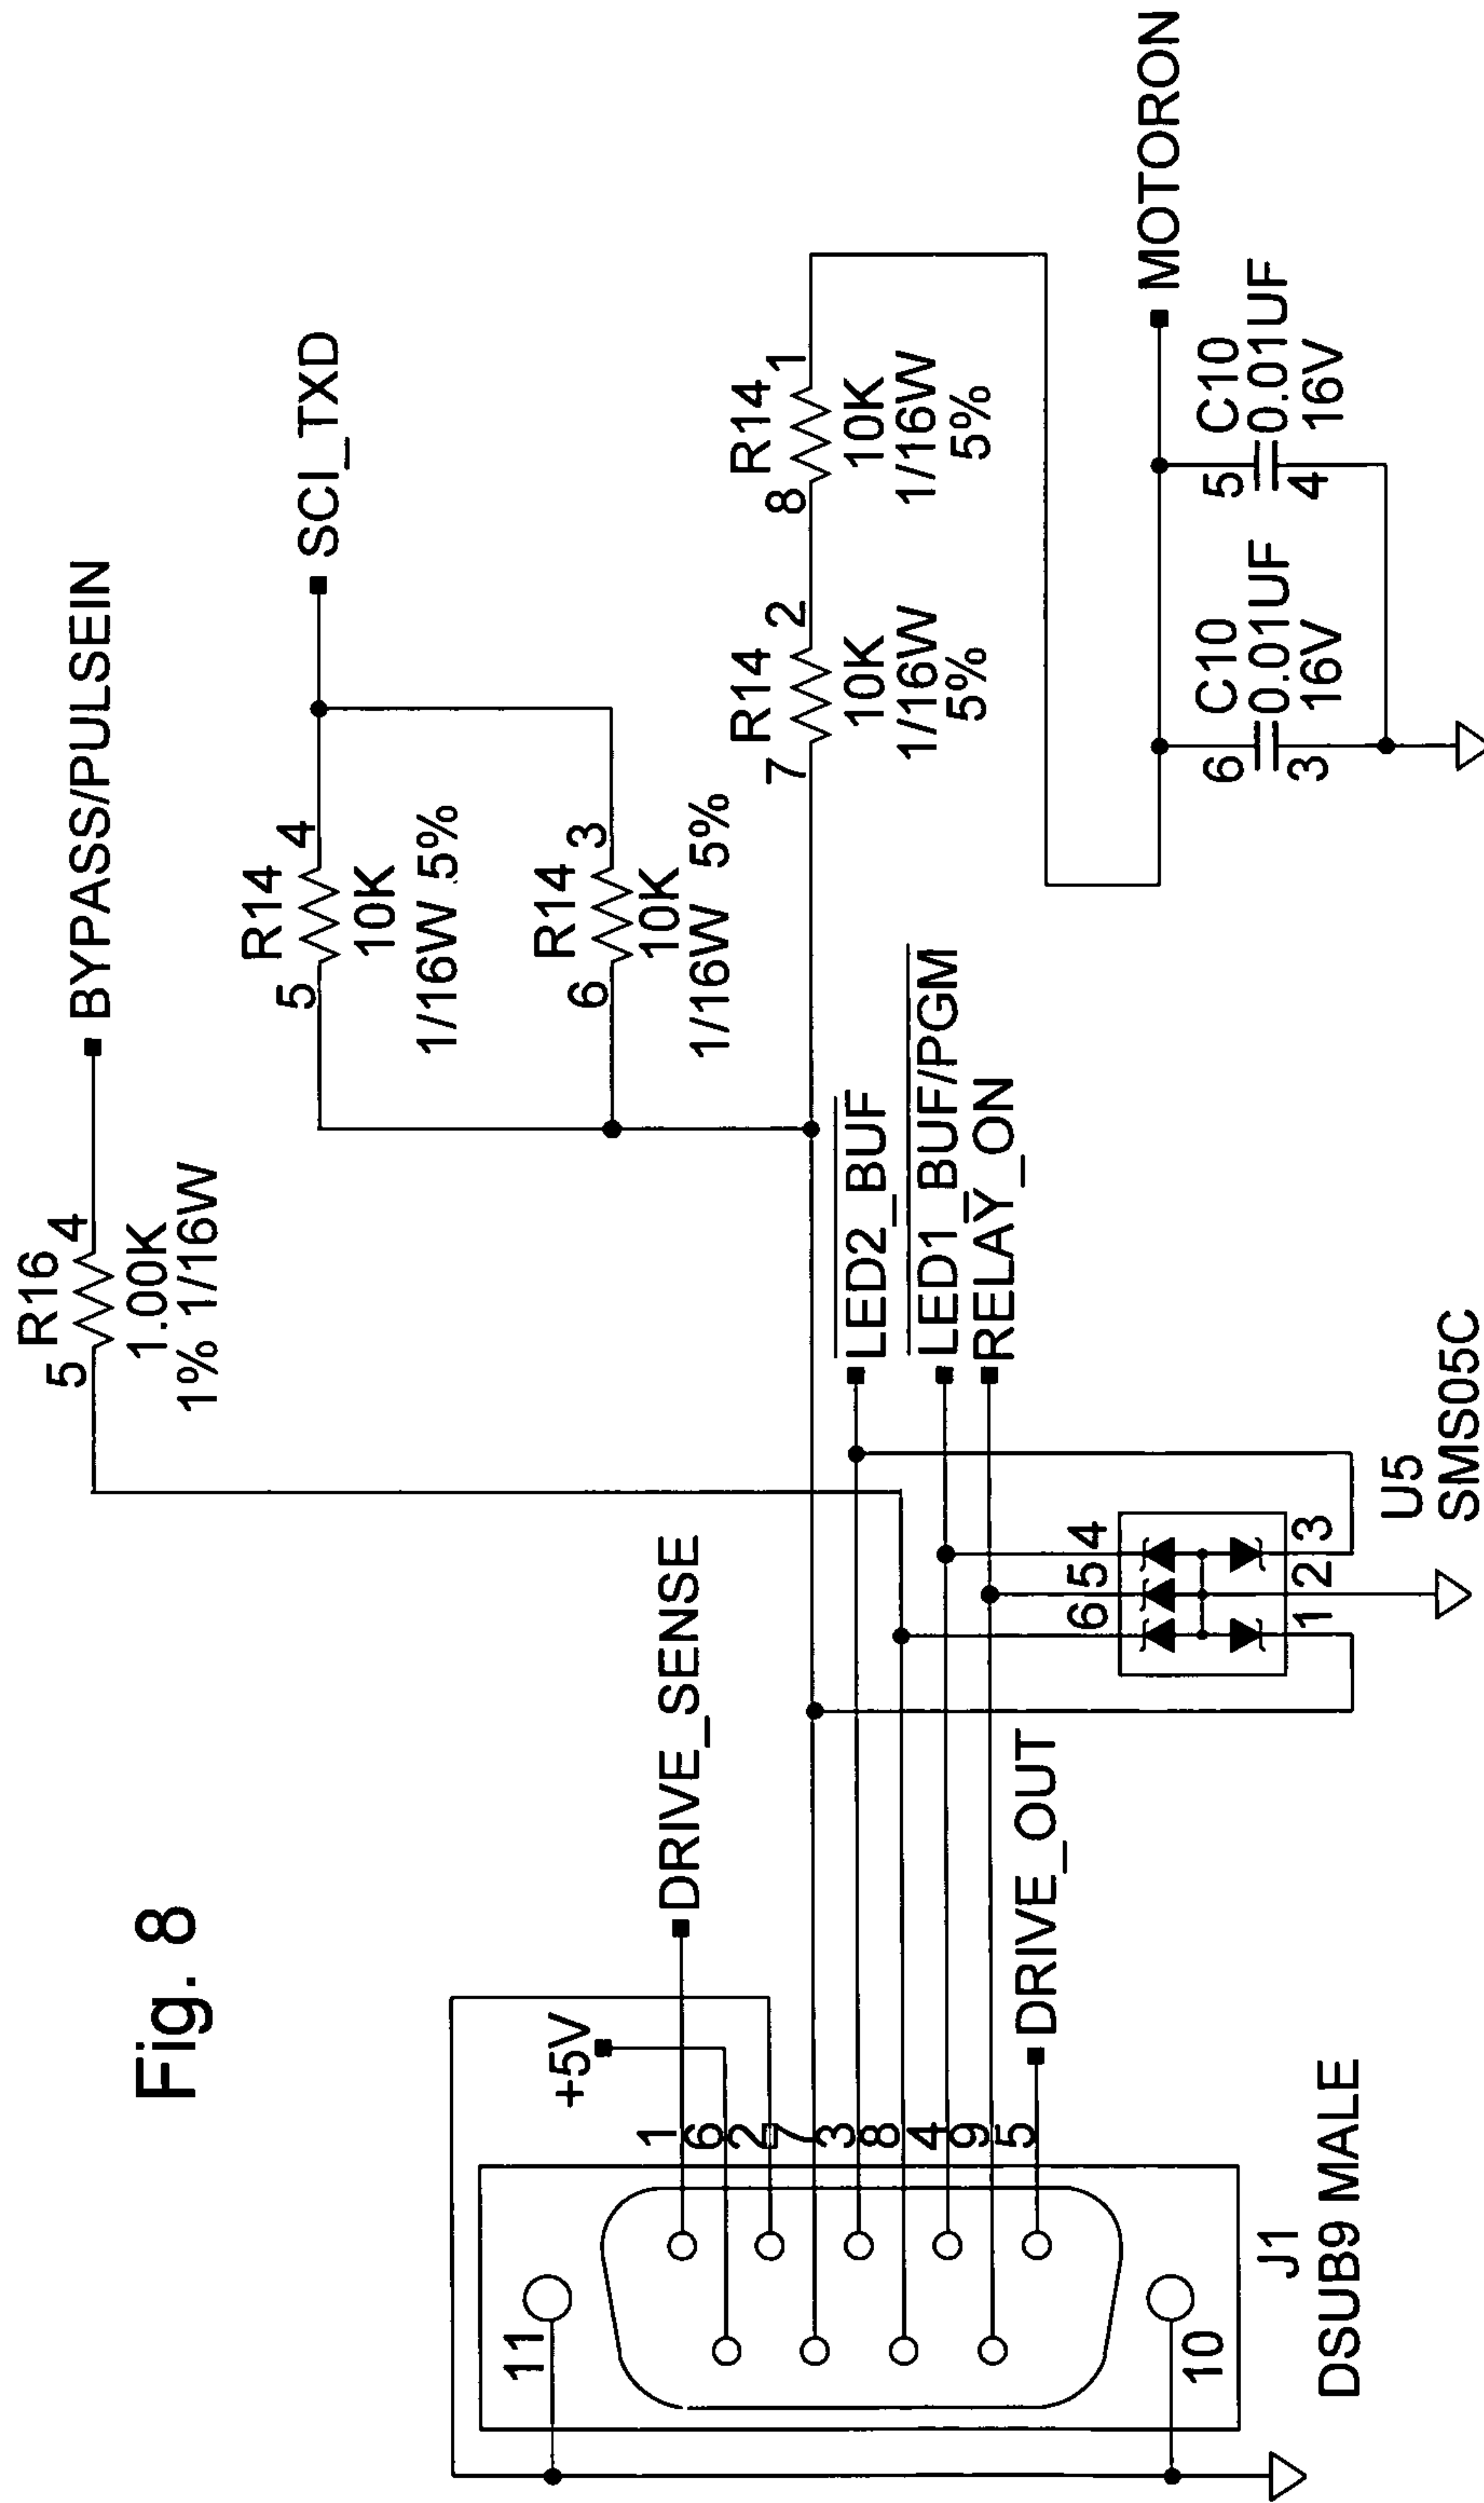 Fig. 8
R16
5
4
1.00K
1% 1/16W
BYPASS/PULSEIN
R14
5
4
10K
1/16W 5%
SCI_TXD
R14
6
3
10K
1/16W 5%
R14
7
2
10K
1/16W
5%
R14
8
1
10K
1/16W
5%
+5V
DRIVE_SENSE
11
1
6
2
7
3
8
4
9
5
10
J1
DSUB9 MALE
DRIVE_OUT
LED2_BUF
LED1_BUF/PGM
RELAY_ON
6
5
4
1
2
3
U5
SMS05C
MOTORON
6
3
C10
0.01UF
16V
5
4
C10
0.01UF
16V